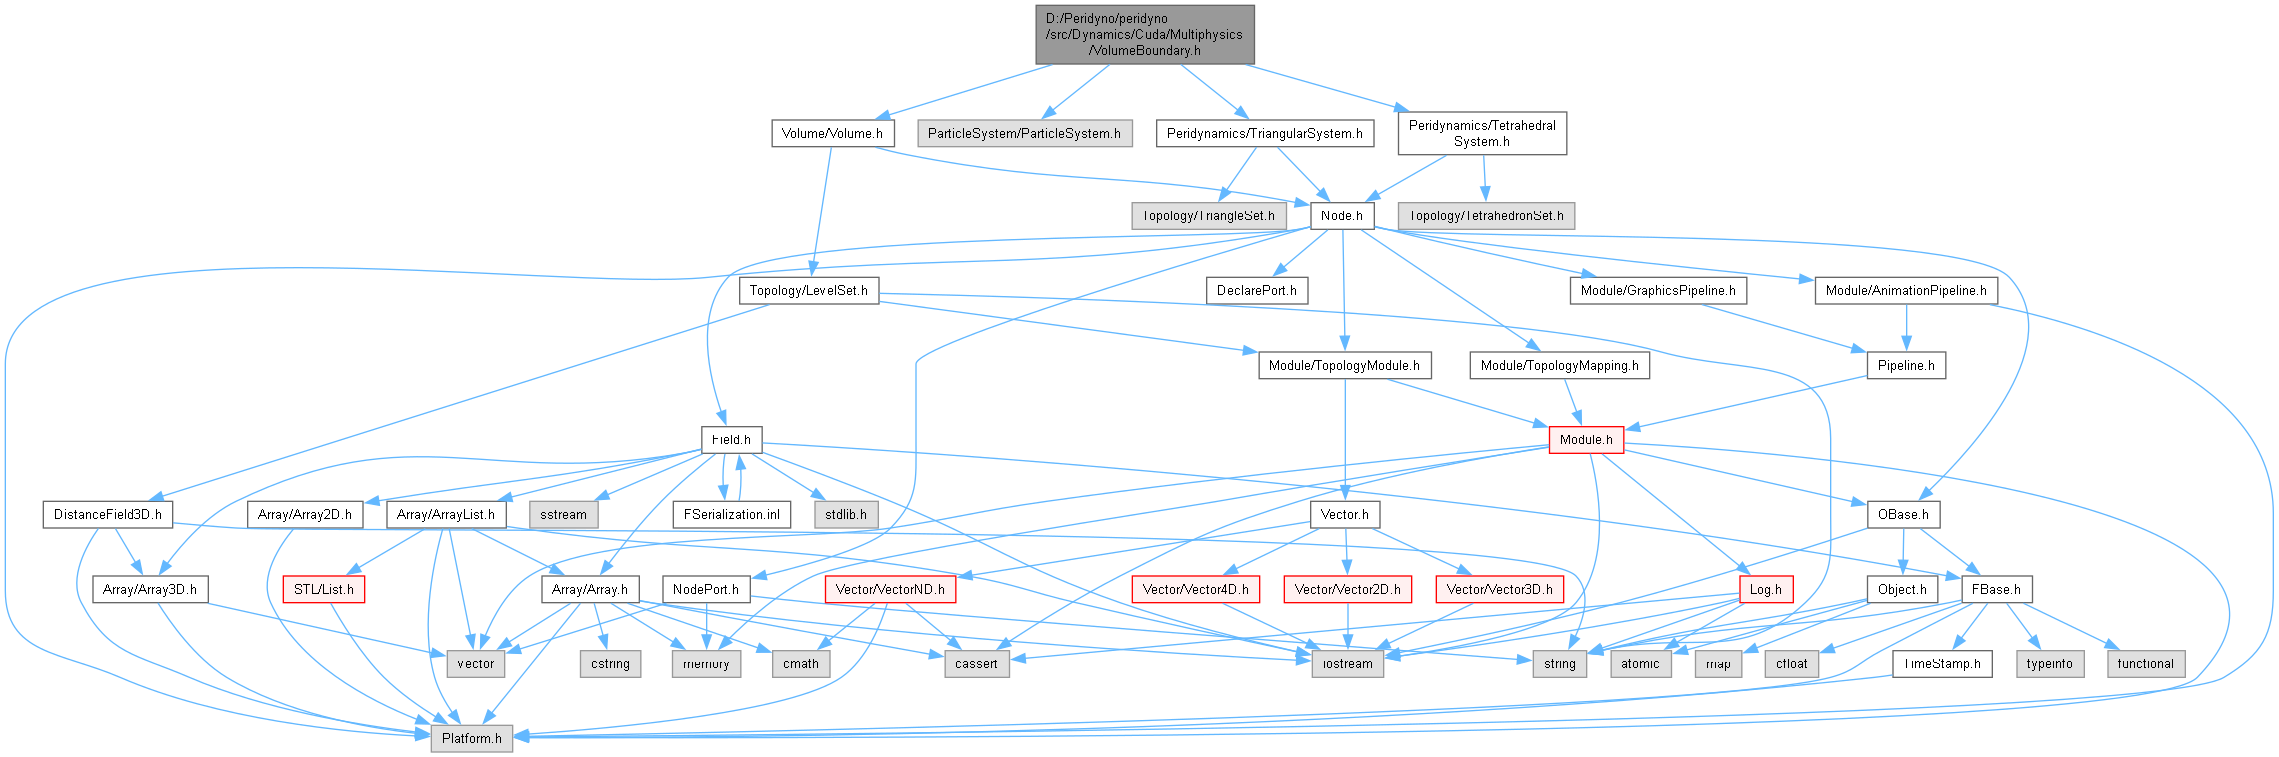 D:/Peridyno/peridyno
/src/Dynamics/Cuda/Multiphysics
/VolumeBoundary.h
Volume/Volume.h
ParticleSystem/ParticleSystem.h
Peridynamics/TriangularSystem.h
Peridynamics/Tetrahedral
System.h
Topology/TriangleSet.h
Node.h
Topology/TetrahedronSet.h
Topology/LevelSet.h
DeclarePort.h
Module/GraphicsPipeline.h
Module/AnimationPipeline.h
Module/TopologyModule.h
Module/TopologyMapping.h
Pipeline.h
Field.h
Module.h
DistanceField3D.h
Array/Array2D.h
Array/ArrayList.h
sstream
FSerialization.inl
stdlib.h
Vector.h
OBase.h
Array/Array3D.h
STL/List.h
Array/Array.h
NodePort.h
Vector/VectorND.h
Vector/Vector4D.h
Vector/Vector2D.h
Vector/Vector3D.h
Log.h
Object.h
FBase.h
vector
cstring
memory
cmath
cassert
iostream
string
atomic
map
cfloat
TimeStamp.h
typeinfo
functional
Platform.h